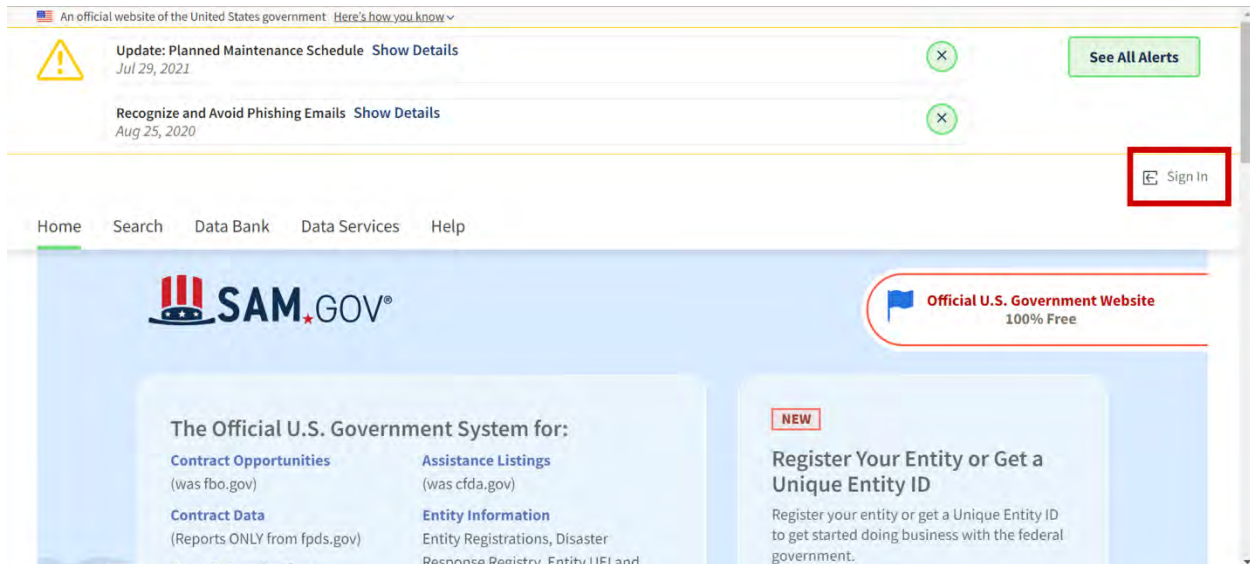 An official website of the United States government Here's how you know
Update: Planned Maintenance Schedule Show Details
Jul 29, 2021
See All Alerts
Recognize and Avoid Phishing Emails Show Details
Aug 25, 2020
Sign In
Home Search Data Bank Data Services Help
SAM.GOV®
Official U.S. Government Website
100% Free
The Official U.S. Government System for:
Contract Opportunities
(was fbo.gov)
Contract Data
(Reports ONLY from fpds.gov)
Assistance Listings
(was cfda.gov)
Entity Information
Entity Registrations, Disaster
Response Registry, Entity UEI and
NEW
Register Your Entity or Get a
Unique Entity ID
Register your entity or get a Unique Entity ID
to get started doing business with the federal
government.